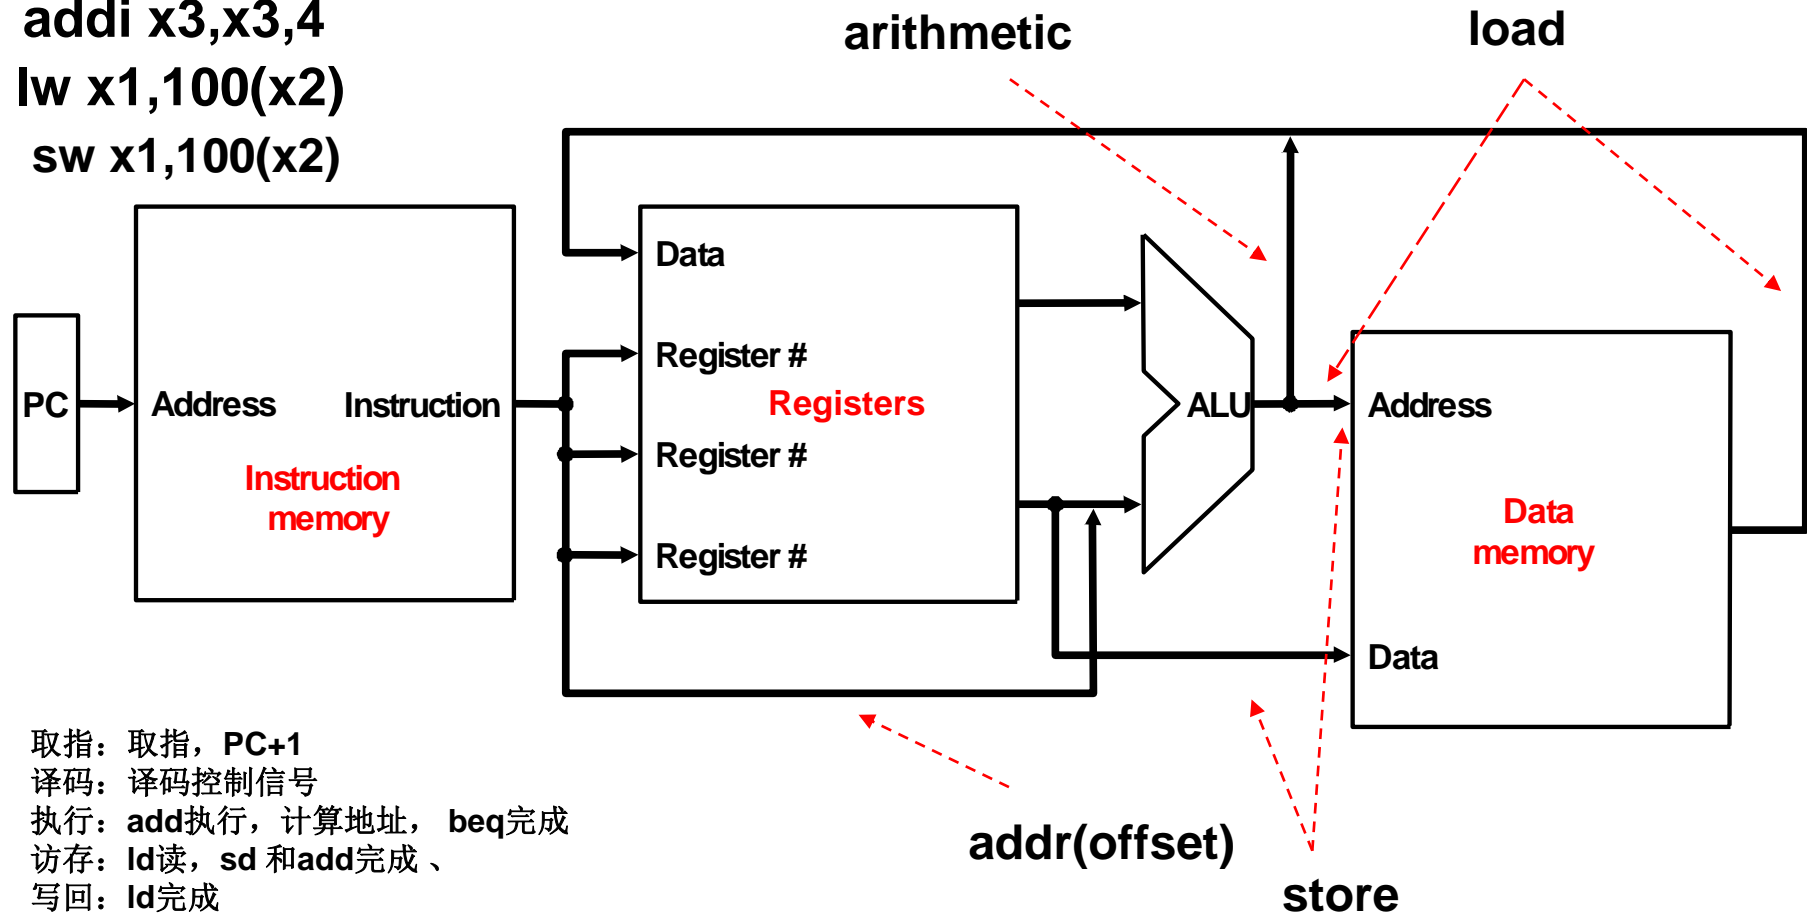 addi x3,x3,4
lw x1,100(x2)
sw x1,100(x2)
arithmetic
load
PC
Address
Instruction
Instruction
memory
Data
Register #
Registers
Register #
Register #
ALU
Address
Data
memory
Data
addr(offset)
store
取指：取指，PC+1
译码：译码控制信号
执行：add执行，计算地址， beq完成
访存：ld读，sd 和add完成 、
写回：ld完成